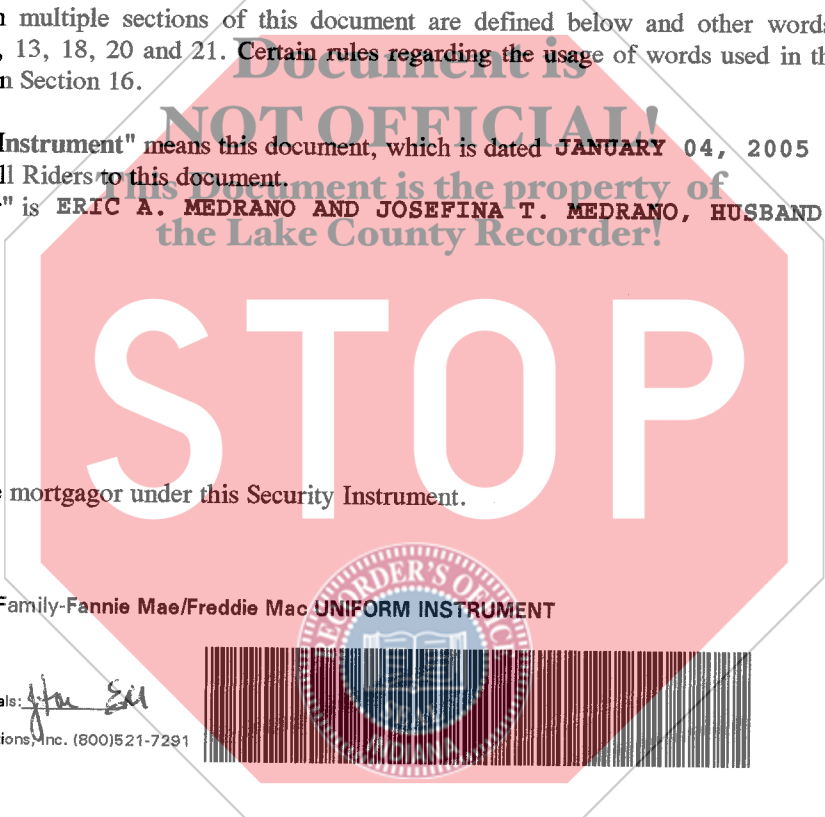 n multiple sections of this document are defined below and other words
, 13, 18, 20 and 21. Certain rules regarding the usage of words used in th
Document is
n Section 16.
NOT OFFICIAL!
Instrument" means this document, which is dated JANUARY 04, 2005
ll Riders to this document.
This Document is the property of
" is ERIC A. MEDRANO AND JOSEFINA T. MEDRANO, HUSBAND
the Lake County Recorder!
STOP
e mortgagor under this Security Instrument.
RECORDER'S OFFICE
Family-Fannie Mae/Freddie Mac UNIFORM INSTRUMENT
als:
SEAL
tions, Inc. (800)521-7291
INDIANA